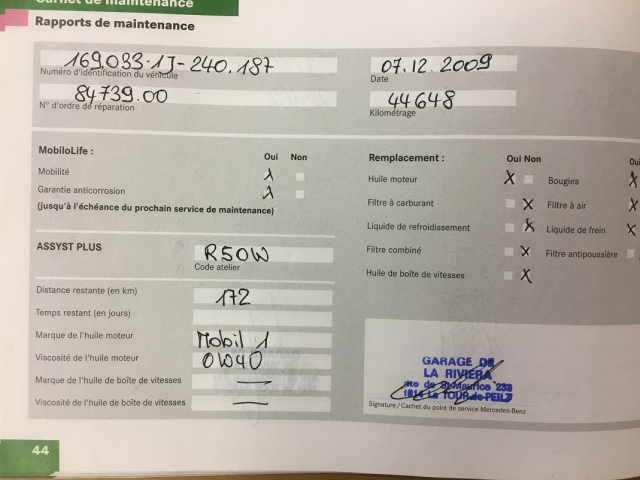 Carnet de maintenance
Rapports de maintenance
169.033-1J-240.187
Numéro d'identification du véhicule
07.12.2009
Date
84739.00
N° d'ordre de réparation
44648
Kilométrage
MobiloLife :
Oui Non
Mobilité
Garantie anticorrosion
(jusqu'à l'échéance du prochain service de maintenance)
Remplacement :
Oui Non
Oui
Huile moteur X
Bougies X
Filtre à carburant X
Filtre à air X
Liquide de refroidissement X
Liquide de frein X
Filtre combiné X
Filtre antipoussière
Huile de boîte de vitesses X
ASSYST PLUS
R50W
Code atelier
Distance restante (en km) 172
Temps restant (en jours)
Marque de l'huile moteur Mobil 1
Viscosité de l'huile moteur 0W40
Marque de l'huile de boîte de vitesses —
Viscosité de l'huile de boîte de vitesses —
GARAGE DE
LA RIVIERA
rte de St-Maurice 233
1814 La TOUR-de-PEILZ
Signature / Cachet du point de service Mercedes-Benz
44